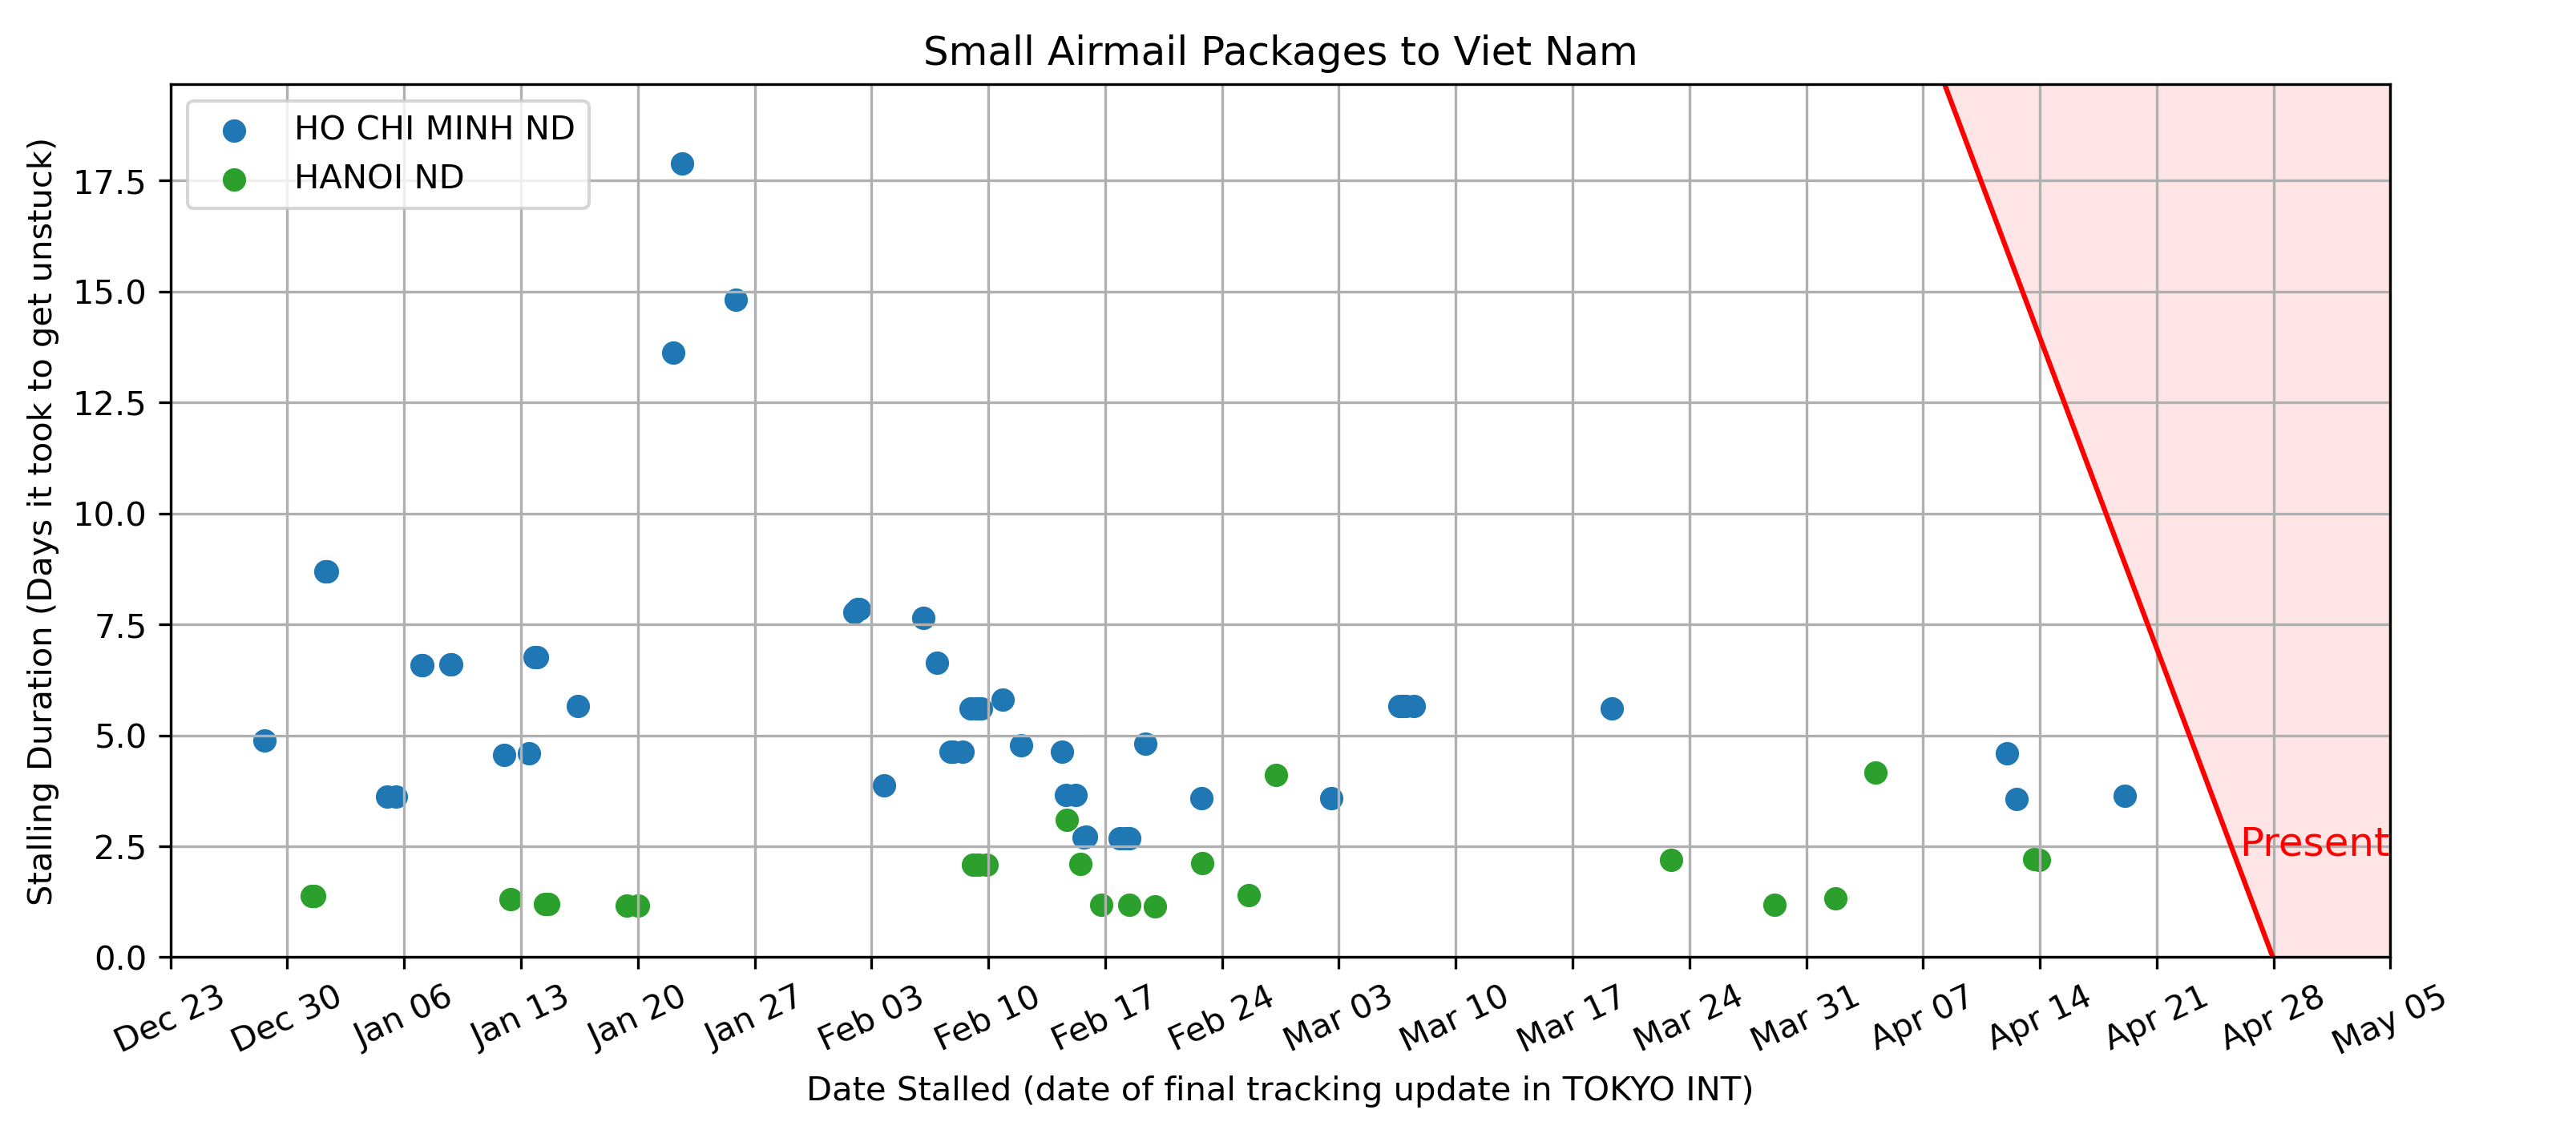 Small Airmail Packages to Viet Nam
HO CHI MINH ND
HANOI ND
Stalling Duration (Days it took to get unstuck)
17.5
15.0
12.5
10.0
7.5
5.0
2.5
0.0
Present
Dec 23
Dec 30
Jan 06
Jan 13
Jan 20
Jan 27
Feb 03
Feb 10
Feb 17
Feb 24
Mar 03
Mar 10
Mar 17
Mar 24
Mar 31
Apr 07
Apr 14
Apr 21
Apr 28
May 05
Date Stalled (date of final tracking update in TOKYO INT)